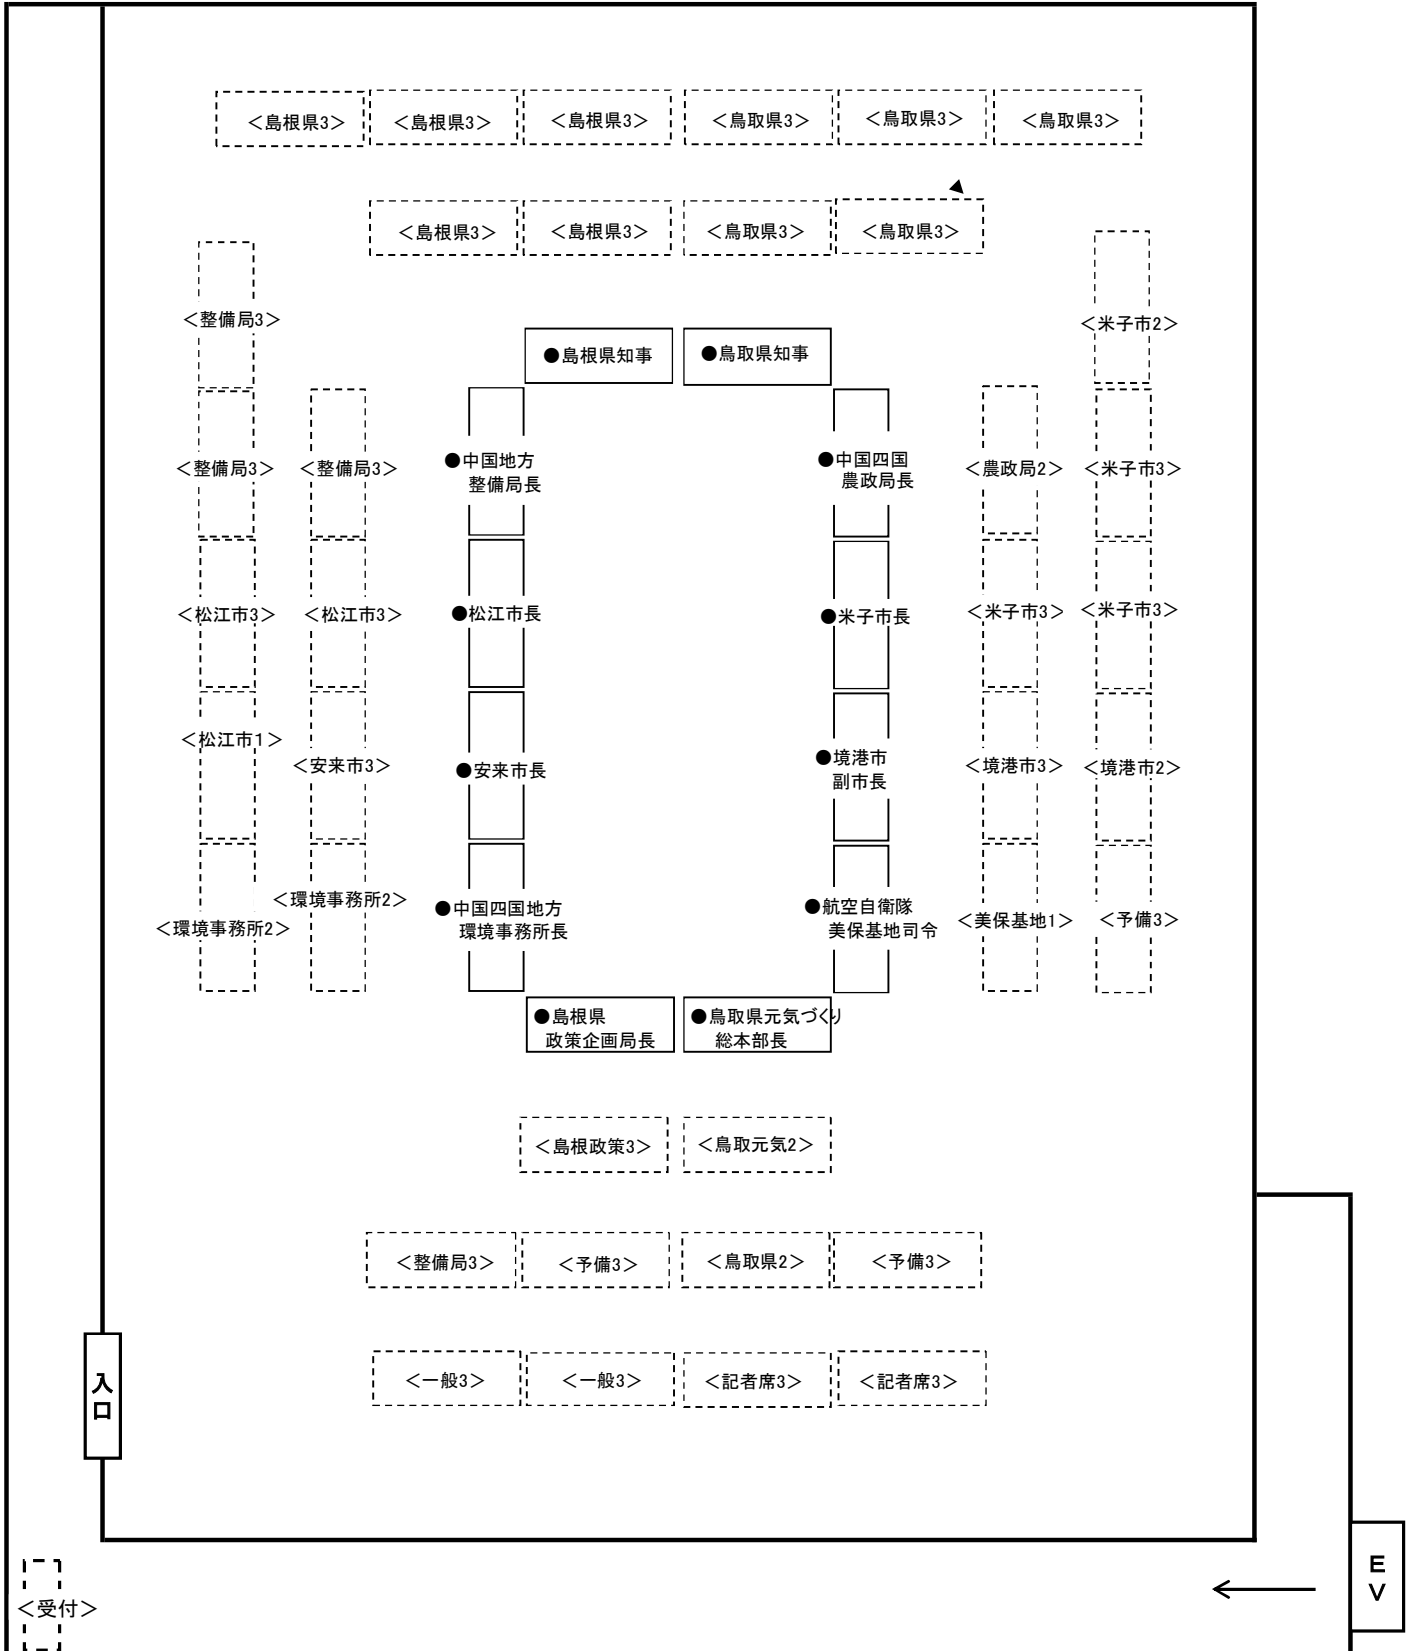 ＜島根県3＞
＜島根県3＞
＜島根県3＞
＜鳥取県3＞
＜鳥取県3＞
＜鳥取県3＞
＜島根県3＞
＜島根県3＞
＜鳥取県3＞
＜鳥取県3＞
＜整備局3＞
＜米子市2＞
●島根県知事
●鳥取県知事
＜整備局3＞
＜整備局3＞
●中国地方
整備局長
●中国四国
農政局長
＜農政局2＞
＜米子市3＞
＜松江市3＞
＜松江市3＞
●松江市長
●米子市長
＜米子市3＞
＜米子市3＞
＜松江市1＞
＜安来市3＞
●安来市長
●境港市
副市長
＜境港市3＞
＜境港市2＞
＜環境事務所2＞
＜環境事務所2＞
●中国四国地方
環境事務所長
●航空自衛隊
美保基地司令
＜美保基地1＞
＜予備3＞
●島根県
政策企画局長
●鳥取県元気づくり
総本部長
＜島根政策3＞
＜鳥取元気2＞
＜整備局3＞
＜予備3＞
＜鳥取県2＞
＜予備3＞
＜一般3＞
＜一般3＞
＜記者席3＞
＜記者席3＞
入口
ＥＶ
＜受付＞